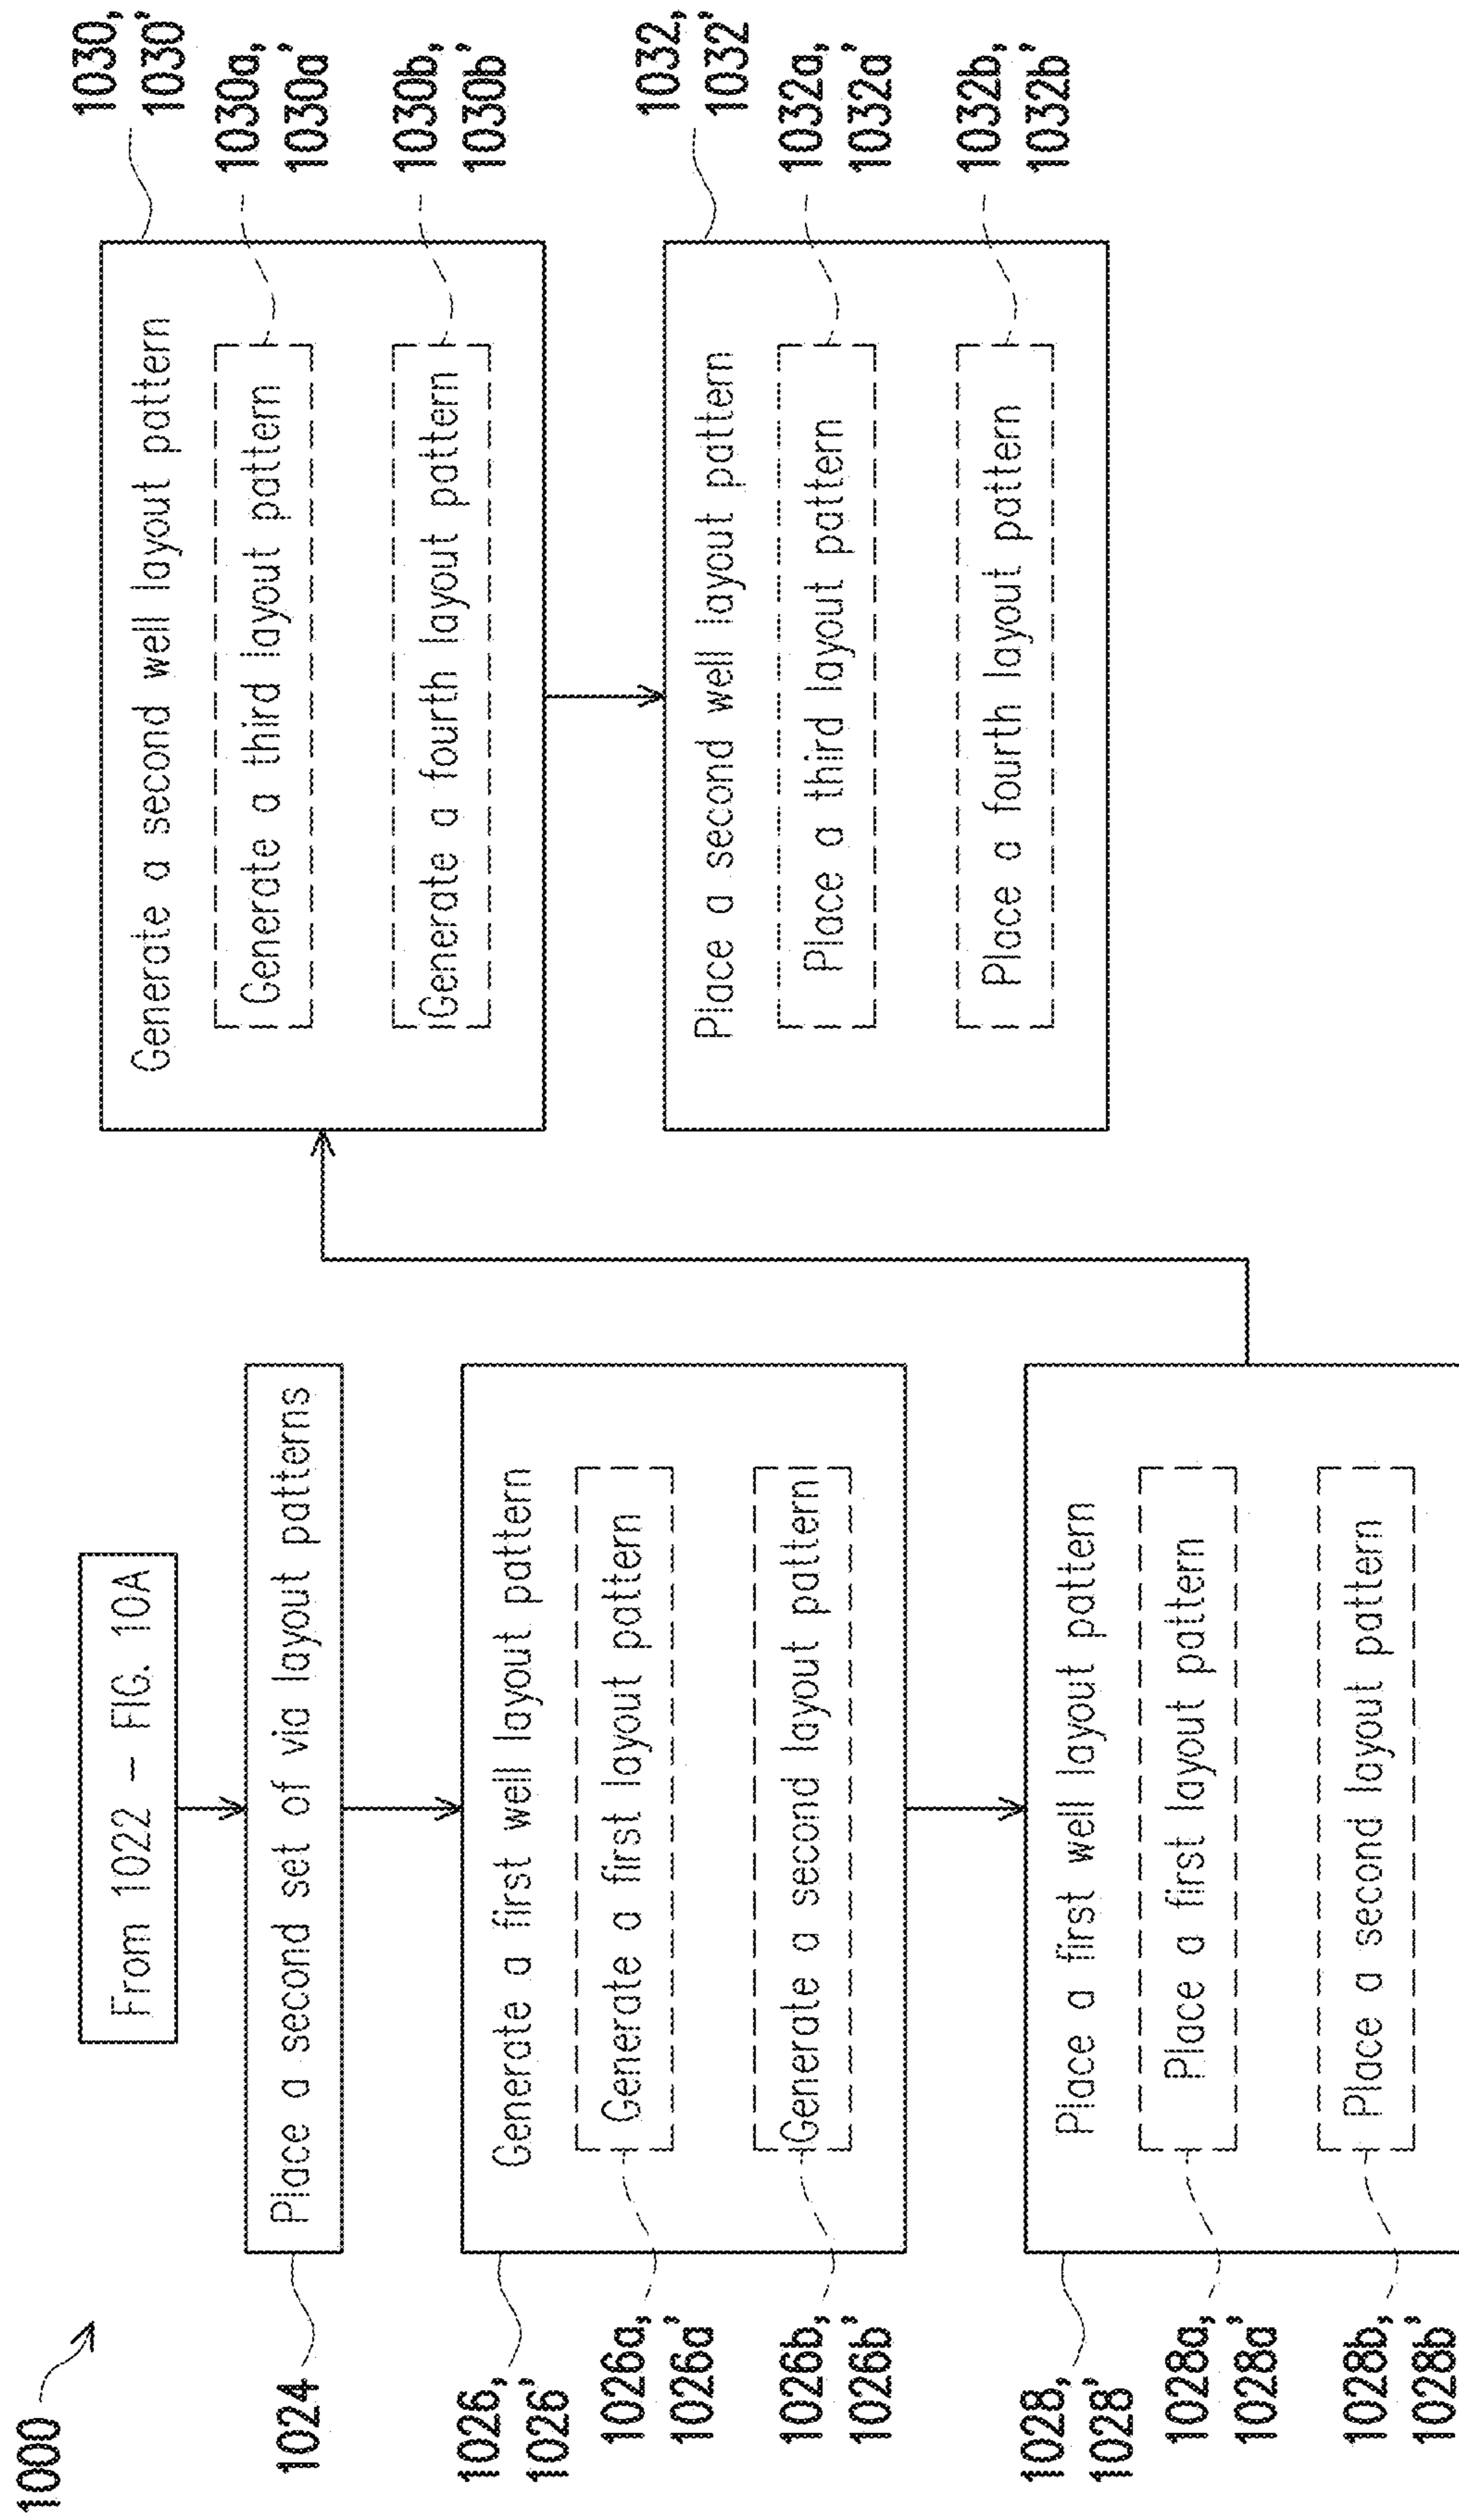 1000
From 1022 – FIG. 10A
1024
Place a second set of via layout patterns
1026,
1026'
Generate a first well layout pattern
1026a,
1026a'
Generate a first layout pattern
1026b,
1026b'
Generate a second layout pattern
1028,
1028'
Place a first well layout pattern
1028a,
1028a'
Place a first layout pattern
1028b,
1028b'
Place a second layout pattern
1030,
1030'
Generate a second well layout pattern
1030a,
1030a'
Generate a third layout pattern
1030b,
1030b'
Generate a fourth layout pattern
1032,
1032'
Place a second well layout pattern
1032a,
1032a'
Place a third layout pattern
1032b,
1032b'
Place a fourth layout pattern